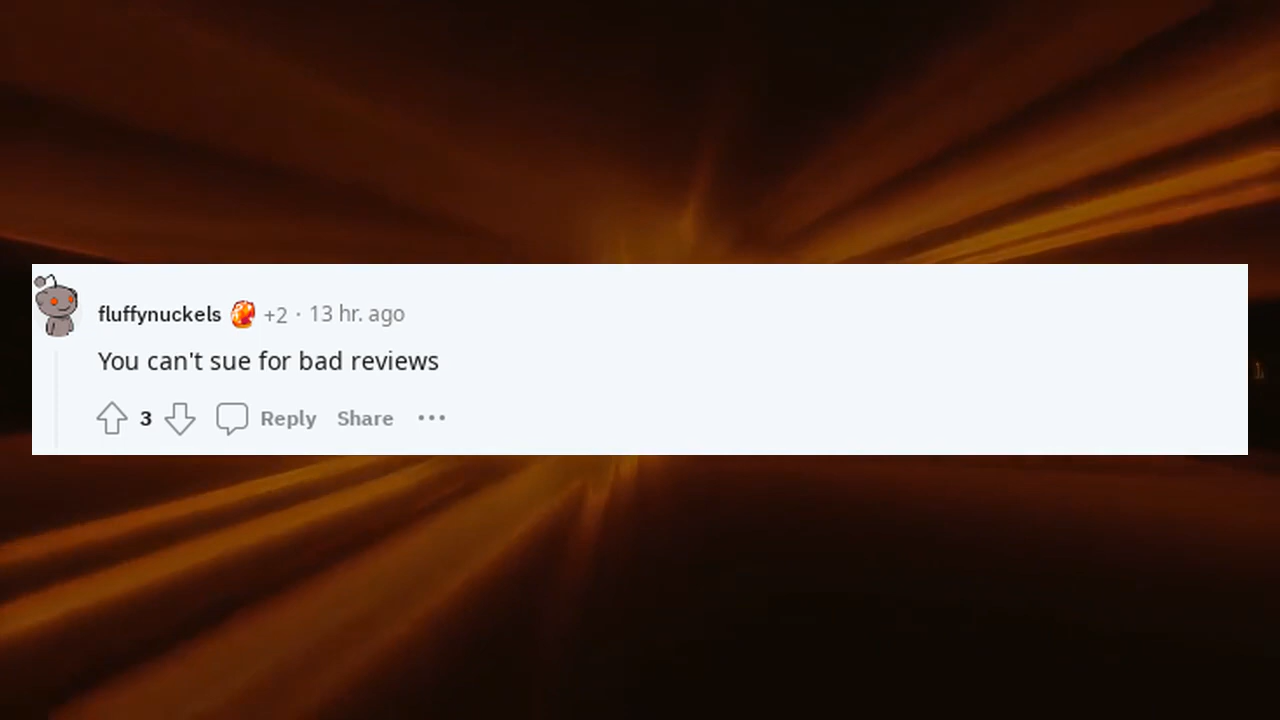 fluffynuckels +2 · 13 hr. ago
You can't sue for bad reviews
3 Reply Share ···